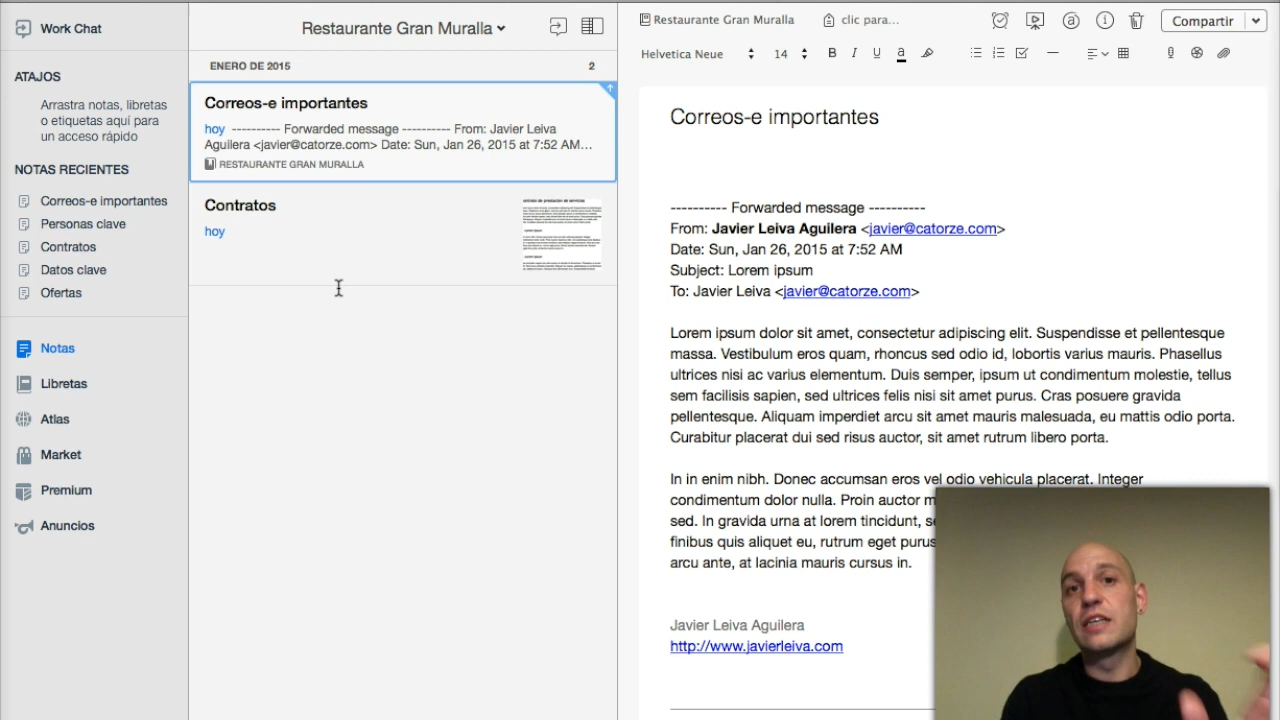 Work Chat
ATAJOS
Arrastra notas, libretas
o etiquetas aquí para
un acceso rápido
NOTAS RECIENTES
Correos-e importantes
Personas clave
Contratos
Datos clave
Ofertas
Notas
Libretas
Atlas
Market
Premium
Anuncios
Restaurante Gran Muralla
ENERO DE 2015 2
Correos-e importantes
hoy ---------- Forwarded message ---------- From: Javier Leiva
Aguilera <javier@catorze.com> Date: Sun, Jan 26, 2015 at 7:52 AM...
RESTAURANTE GRAN MURALLA
Contratos
hoy
Restaurante Gran Muralla clic para...
Compartir
Helvetica Neue 14 B I U a
Correos-e importantes
---------- Forwarded message ----------
From: Javier Leiva Aguilera <javier@catorze.com>
Date: Sun, Jan 26, 2015 at 7:52 AM
Subject: Lorem ipsum
To: Javier Leiva <javier@catorze.com>
Lorem ipsum dolor sit amet, consectetur adipiscing elit. Suspendisse et pellentesque
massa. Vestibulum eros quam, rhoncus sed odio id, lobortis varius mauris. Phasellus
ultrices nisi ac varius elementum. Duis semper, ipsum ut condimentum molestie, tellus
sem facilisis sapien, sed ultrices felis nisi sit amet purus. Cras posuere gravida
pellentesque. Aliquam imperdiet arcu sit amet mauris malesuada, eu mattis odio porta.
Curabitur placerat dui sed risus auctor, sit amet rutrum libero porta.
In in enim nibh. Donec accumsan eros vel odio vehicula placerat. Integer
condimentum dolor nulla. Proin auctor m
sed. In gravida urna at lorem tincidunt, se
finibus quis aliquet eu, rutrum eget purus
arcu ante, at lacinia mauris cursus in.
Javier Leiva Aguilera
http://www.javierleiva.com